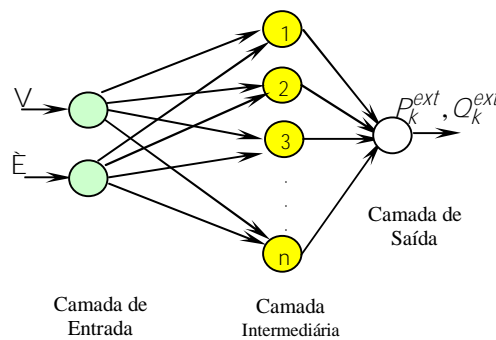 1
2
3
n
V
È
P_k^{ext}, Q_k^{ext}
Camada de
Saída
Camada de
Entrada
Camada
Intermediária